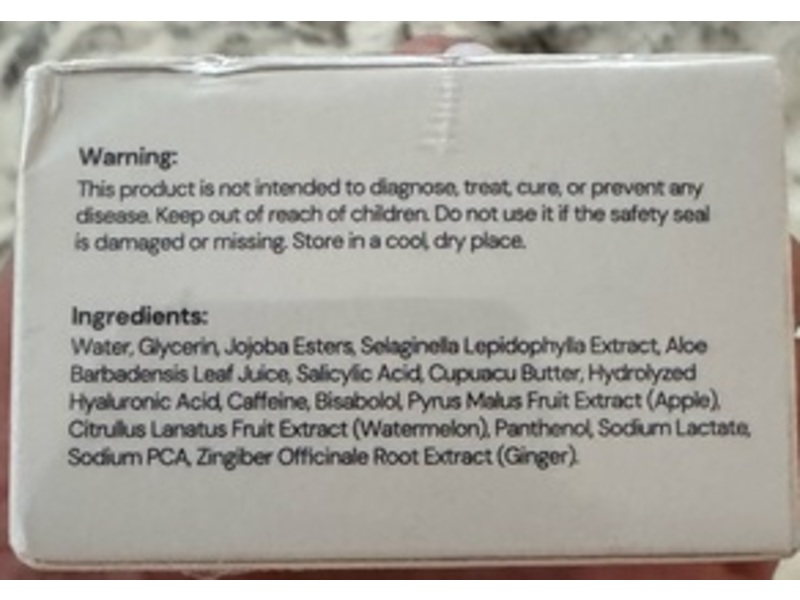 Warning:
This product is not intended to diagnose, treat, cure, or prevent any
disease. Keep out of reach of children. Do not use it if the safety seal
is damaged or missing. Store in a cool, dry place.
Ingredients:
Water, Glycerin, Jojoba Esters, Selaginella Lepidophylla Extract, Aloe
Barbadensis Leaf Juice, Salicylic Acid, Cupuacu Butter, Hydrolyzed
Hyaluronic Acid, Caffeine, Bisabolol, Pyrus Malus Fruit Extract (Apple),
Citrullus Lanatus Fruit Extract (Watermelon), Panthenol, Sodium Lactate,
Sodium PCA, Zingiber Officinale Root Extract (Ginger).